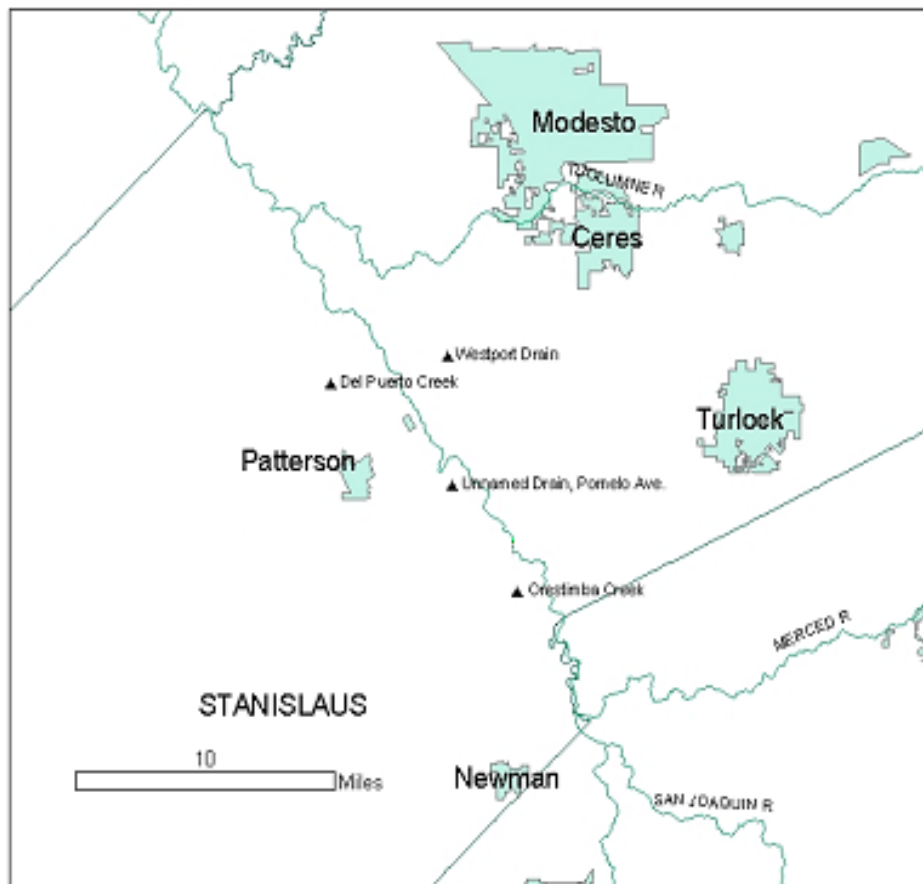 Modesto
TUOLUMNE R
Ceres
Westport Drain
Del Puerto Creek
Turlock
Patterson
Unnamed Drain, Pomelo Ave.
Orestimba Creek
MERCED R
STANISLAUS
10
Miles
Newman
SAN JOAQUIN R